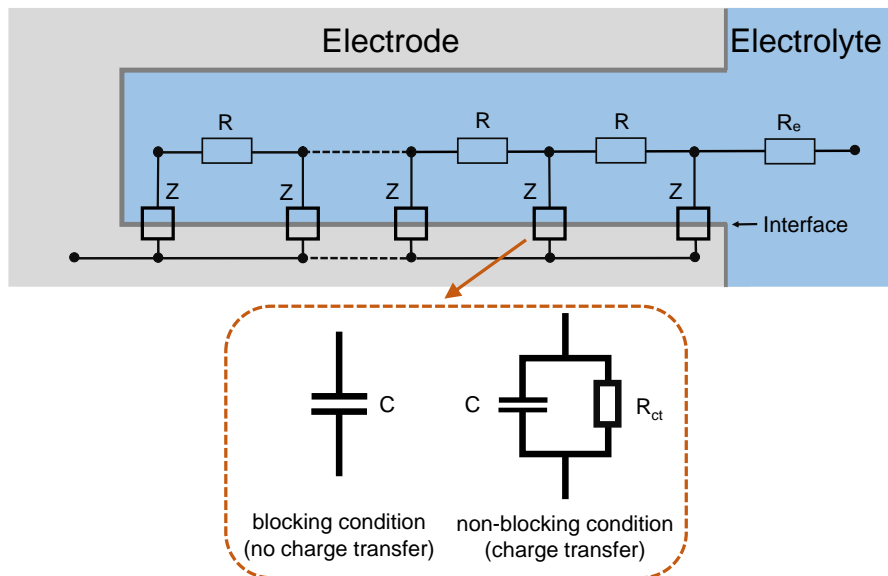 Electrode Electrolyte
R R R Re
Z Z Z Z Z
Interface
C C Rct
blocking condition
(no charge transfer)
non-blocking condition
(charge transfer)